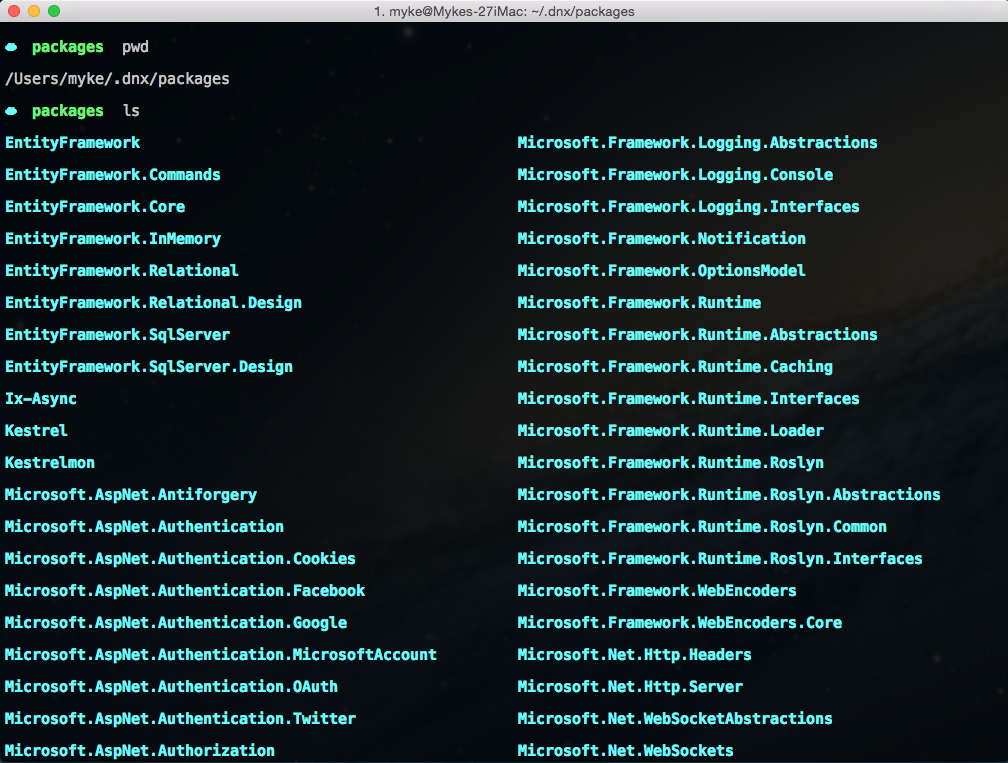 1. myke@Mykes-27iMac: ~/.dnx/packages
packages pwd
/Users/myke/.dnx/packages
packages ls
EntityFramework Microsoft.Framework.Logging.Abstractions
EntityFramework.Commands Microsoft.Framework.Logging.Console
EntityFramework.Core Microsoft.Framework.Logging.Interfaces
EntityFramework.InMemory Microsoft.Framework.Notification
EntityFramework.Relational Microsoft.Framework.OptionsModel
EntityFramework.Relational.Design Microsoft.Framework.Runtime
EntityFramework.SqlServer Microsoft.Framework.Runtime.Abstractions
EntityFramework.SqlServer.Design Microsoft.Framework.Runtime.Caching
Ix-Async Microsoft.Framework.Runtime.Interfaces
Kestrel Microsoft.Framework.Runtime.Loader
Kestrelmon Microsoft.Framework.Runtime.Roslyn
Microsoft.AspNet.Antiforgery Microsoft.Framework.Runtime.Roslyn.Abstractions
Microsoft.AspNet.Authentication Microsoft.Framework.Runtime.Roslyn.Common
Microsoft.AspNet.Authentication.Cookies Microsoft.Framework.Runtime.Roslyn.Interfaces
Microsoft.AspNet.Authentication.Facebook Microsoft.Framework.WebEncoders
Microsoft.AspNet.Authentication.Google Microsoft.Framework.WebEncoders.Core
Microsoft.AspNet.Authentication.MicrosoftAccount Microsoft.Net.Http.Headers
Microsoft.AspNet.Authentication.OAuth Microsoft.Net.Http.Server
Microsoft.AspNet.Authentication.Twitter Microsoft.Net.WebSocketAbstractions
Microsoft.AspNet.Authorization Microsoft.Net.WebSockets